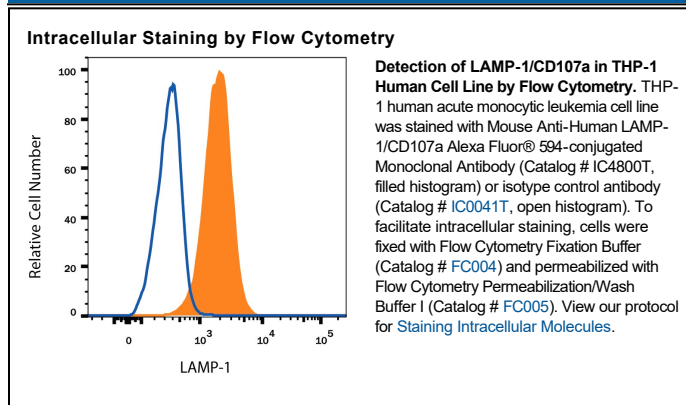 Intracellular Staining by Flow Cytometry
100
80
60
40
20
0
Relative Cell Number
0
10³
10⁴
10⁵
LAMP-1
Detection of LAMP-1/CD107a in THP-1
Human Cell Line by Flow Cytometry. THP-
1 human acute monocytic leukemia cell line
was stained with Mouse Anti-Human LAMP-
1/CD107a Alexa Fluor® 594-conjugated
Monoclonal Antibody (Catalog # IC4800T,
filled histogram) or isotype control antibody
(Catalog # IC0041T, open histogram). To
facilitate intracellular staining, cells were
fixed with Flow Cytometry Fixation Buffer
(Catalog # FC004) and permeabilized with
Flow Cytometry Permeabilization/Wash
Buffer I (Catalog # FC005). View our protocol
for Staining Intracellular Molecules.